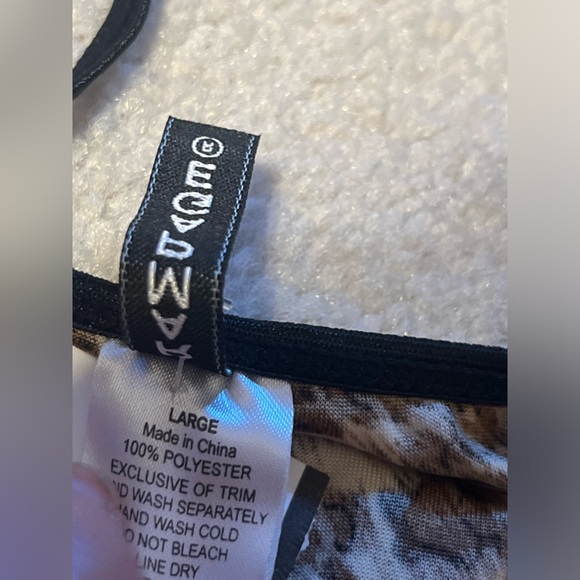 LARGE
Made in China
100% POLYESTER
EXCLUSIVE OF TRIM
WASH SEPARATELY
HAND WASH COLD
NOT BLEACH
LINE DRY